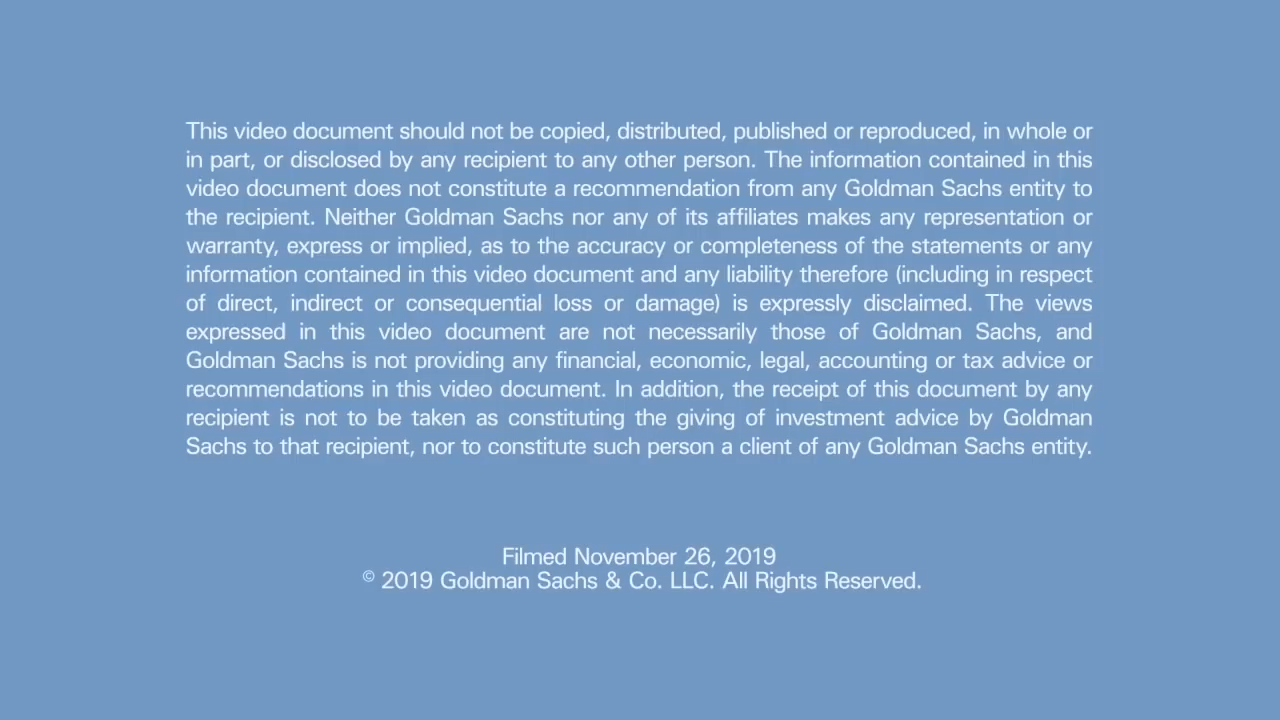 This video document should not be copied, distributed, published or reproduced, in whole or
in part, or disclosed by any recipient to any other person. The information contained in this
video document does not constitute a recommendation from any Goldman Sachs entity to
the recipient. Neither Goldman Sachs nor any of its affiliates makes any representation or
warranty, express or implied, as to the accuracy or completeness of the statements or any
information contained in this video document and any liability therefore (including in respect
of direct, indirect or consequential loss or damage) is expressly disclaimed. The views
expressed in this video document are not necessarily those of Goldman Sachs, and
Goldman Sachs is not providing any financial, economic, legal, accounting or tax advice or
recommendations in this video document. In addition, the receipt of this document by any
recipient is not to be taken as constituting the giving of investment advice by Goldman
Sachs to that recipient, nor to constitute such person a client of any Goldman Sachs entity.
Filmed November 26, 2019
© 2019 Goldman Sachs & Co. LLC. All Rights Reserved.